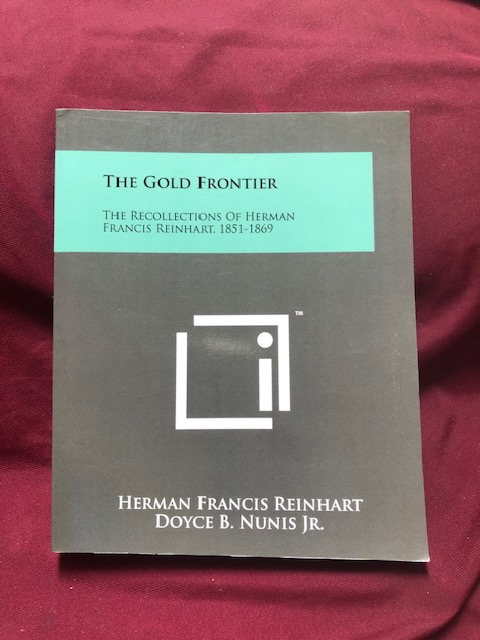 THE GOLD FRONTIER
THE RECOLLECTIONS OF HERMAN
FRANCIS REINHART, 1851-1869
TM
HERMAN FRANCIS REINHART
DOYCE B. NUNIS JR.